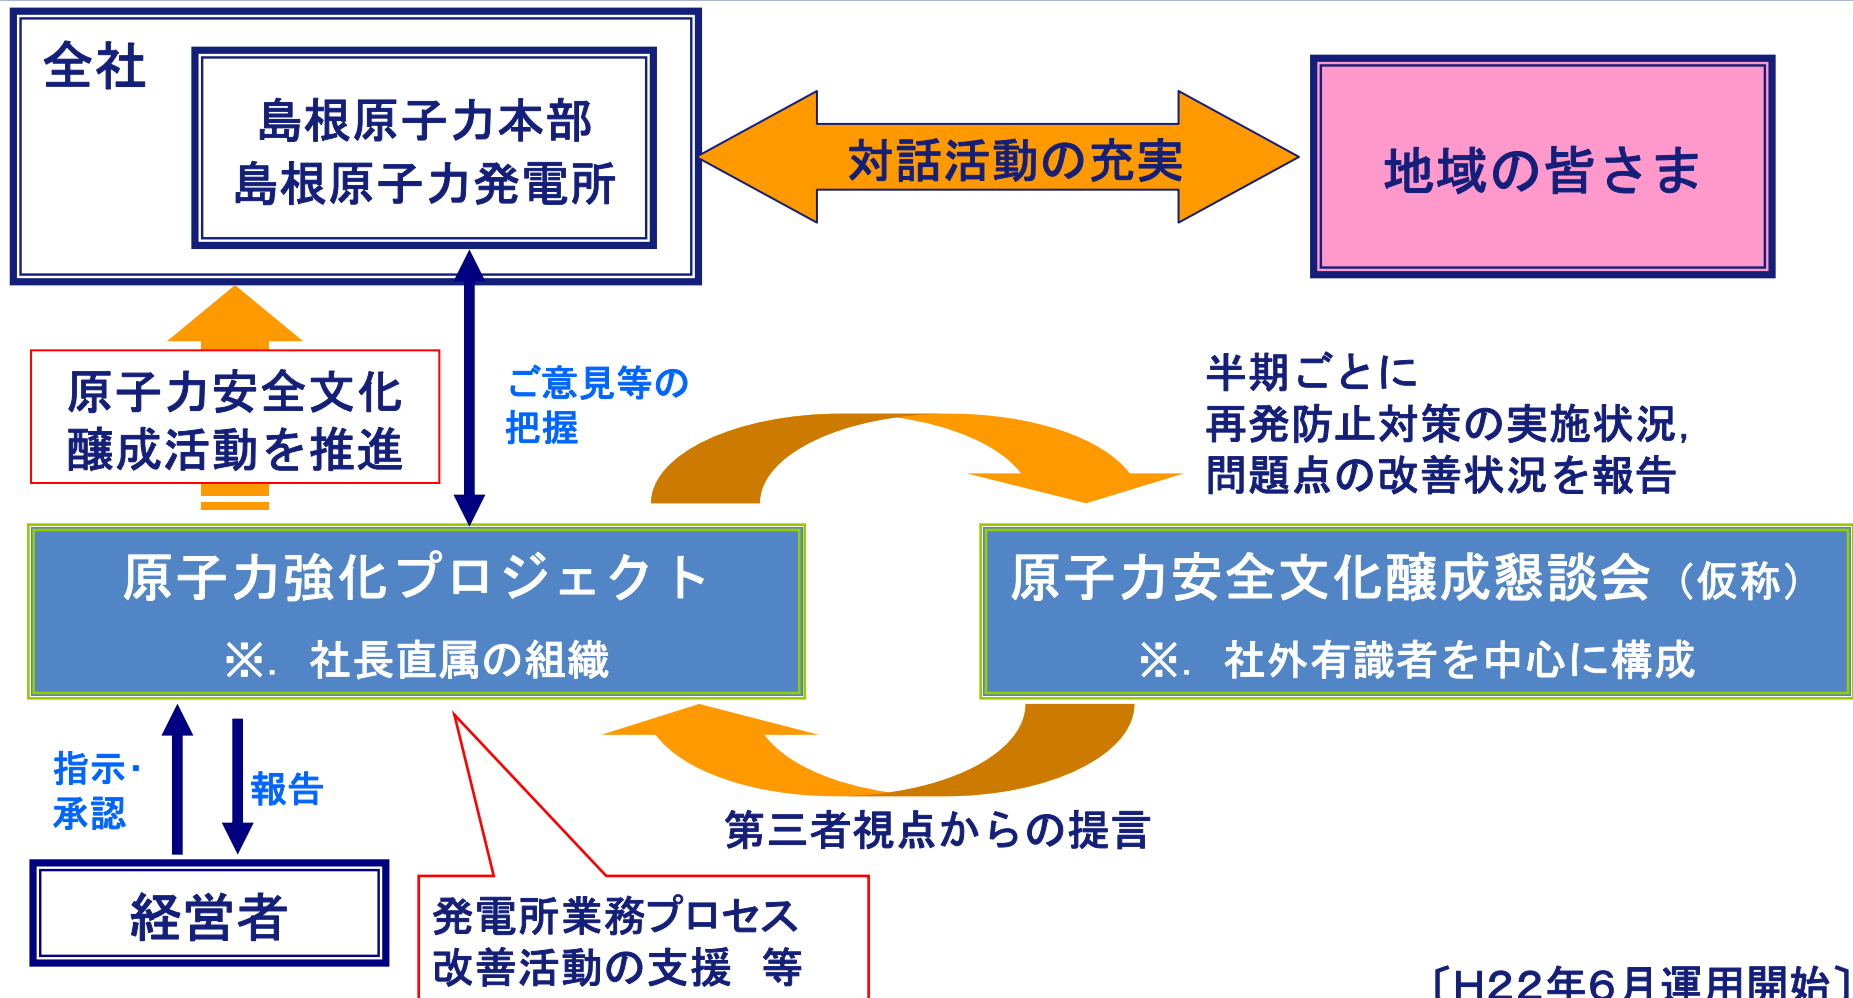 全社
島根原子力本部
島根原子力発電所
対話活動の充実
地域の皆さま
原子力安全文化
醸成活動を推進
ご意見等の
把握
半期ごとに
再発防止対策の実施状況,
問題点の改善状況を報告
原子力強化プロジェクト
※. 社長直属の組織
原子力安全文化醸成懇談会（仮称）
※. 社外有識者を中心に構成
指示・
承認
報告
第三者視点からの提言
経営者
発電所業務プロセス
改善活動の支援　等
〔H22年6月運用開始〕